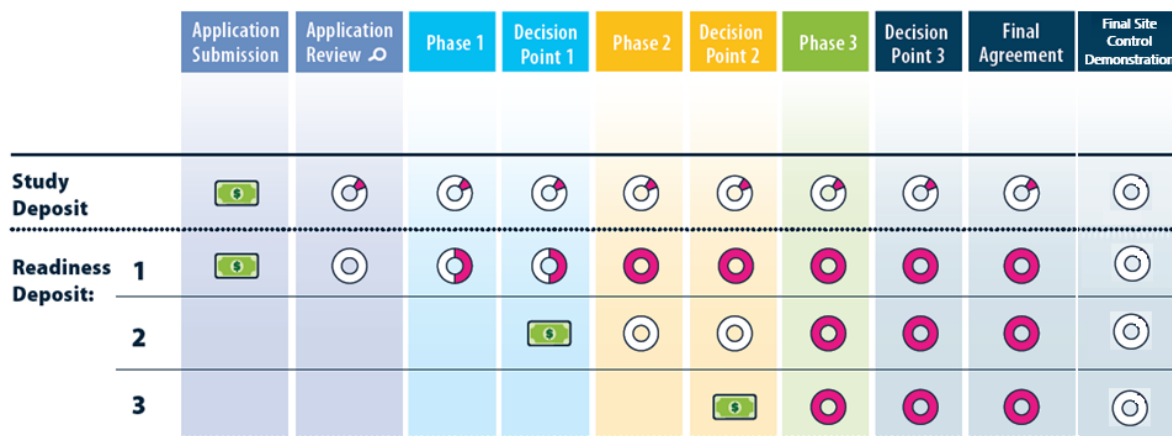 Application
Submission
Application
Review
Phase 1
Decision
Point 1
Phase 2
Decision
Point 2
Phase 3
Decision
Point 3
Final
Agreement
Final Site
Control
Demonstration
Study
Deposit
$
Readiness
Deposit:
1
$
2
$
3
$